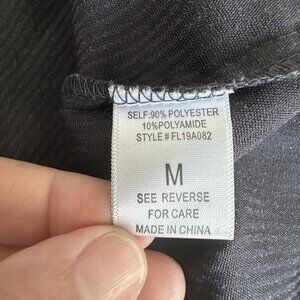 SELF:90% POLYESTER
10%POLYAMIDE
STYLE # FL19A082
M
SEE REVERSE
FOR CARE
MADE IN CHINA